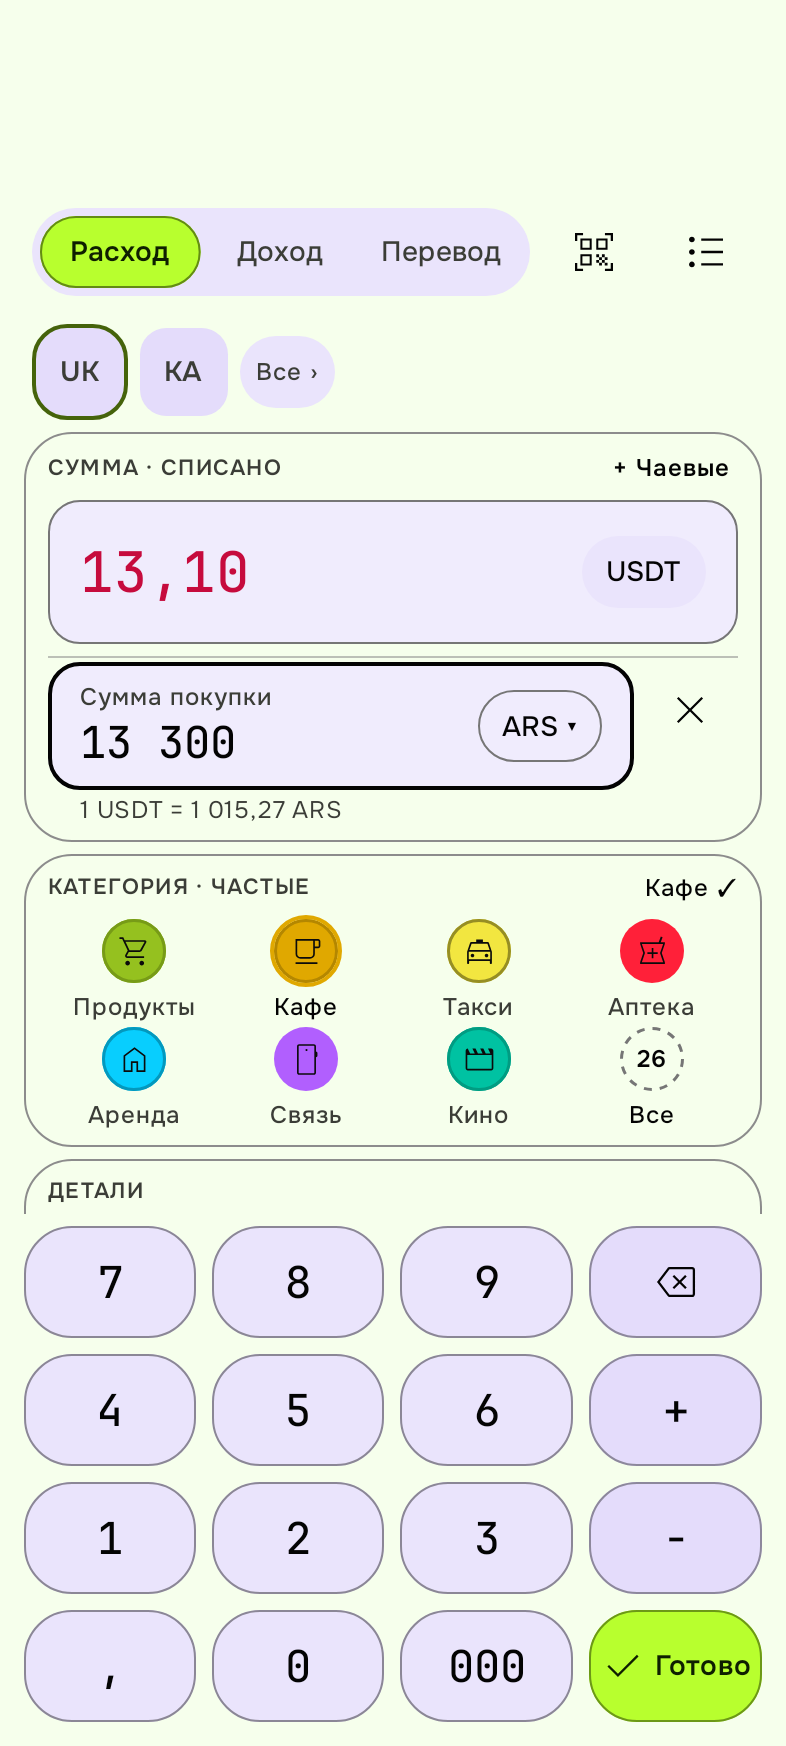 Расход Доход Перевод
UK KA Все ›
СУММА · СПИСАНО + Чаевые
13,10 USDT
Сумма покупки
13 300 ARS ▾
1 USDT = 1 015,27 ARS
КАТЕГОРИЯ · ЧАСТЫЕ Кафе ✓
Продукты Кафе Такси Аптека
26
Аренда Связь Кино Все
ДЕТАЛИ
7 8 9
4 5 6 +
1 2 3 -
, 0 000 Готово